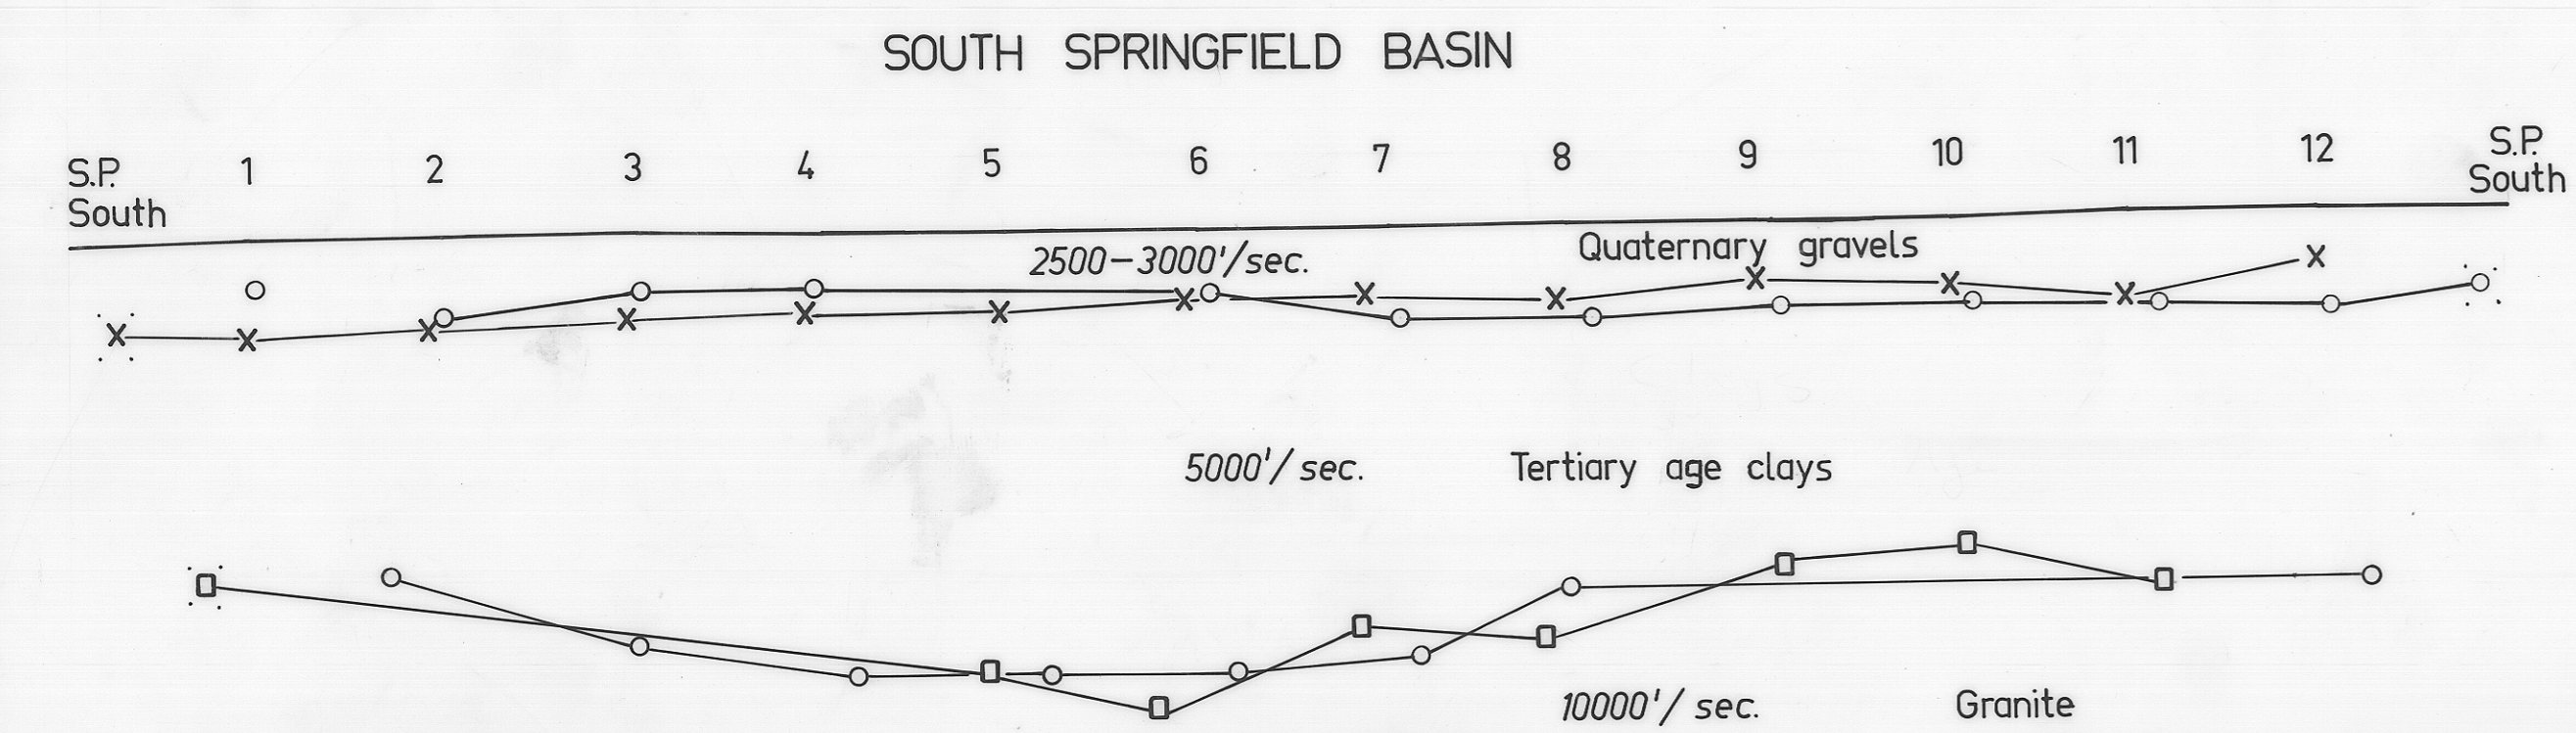 SOUTH SPRINGFIELD BASIN
S.P. South 1 2 3 4 5 6 7 8 9 10 11 12 S.P. South
2500-3000'/sec. Quaternary gravels
5000'/sec. Tertiary age clays
10000'/sec. Granite